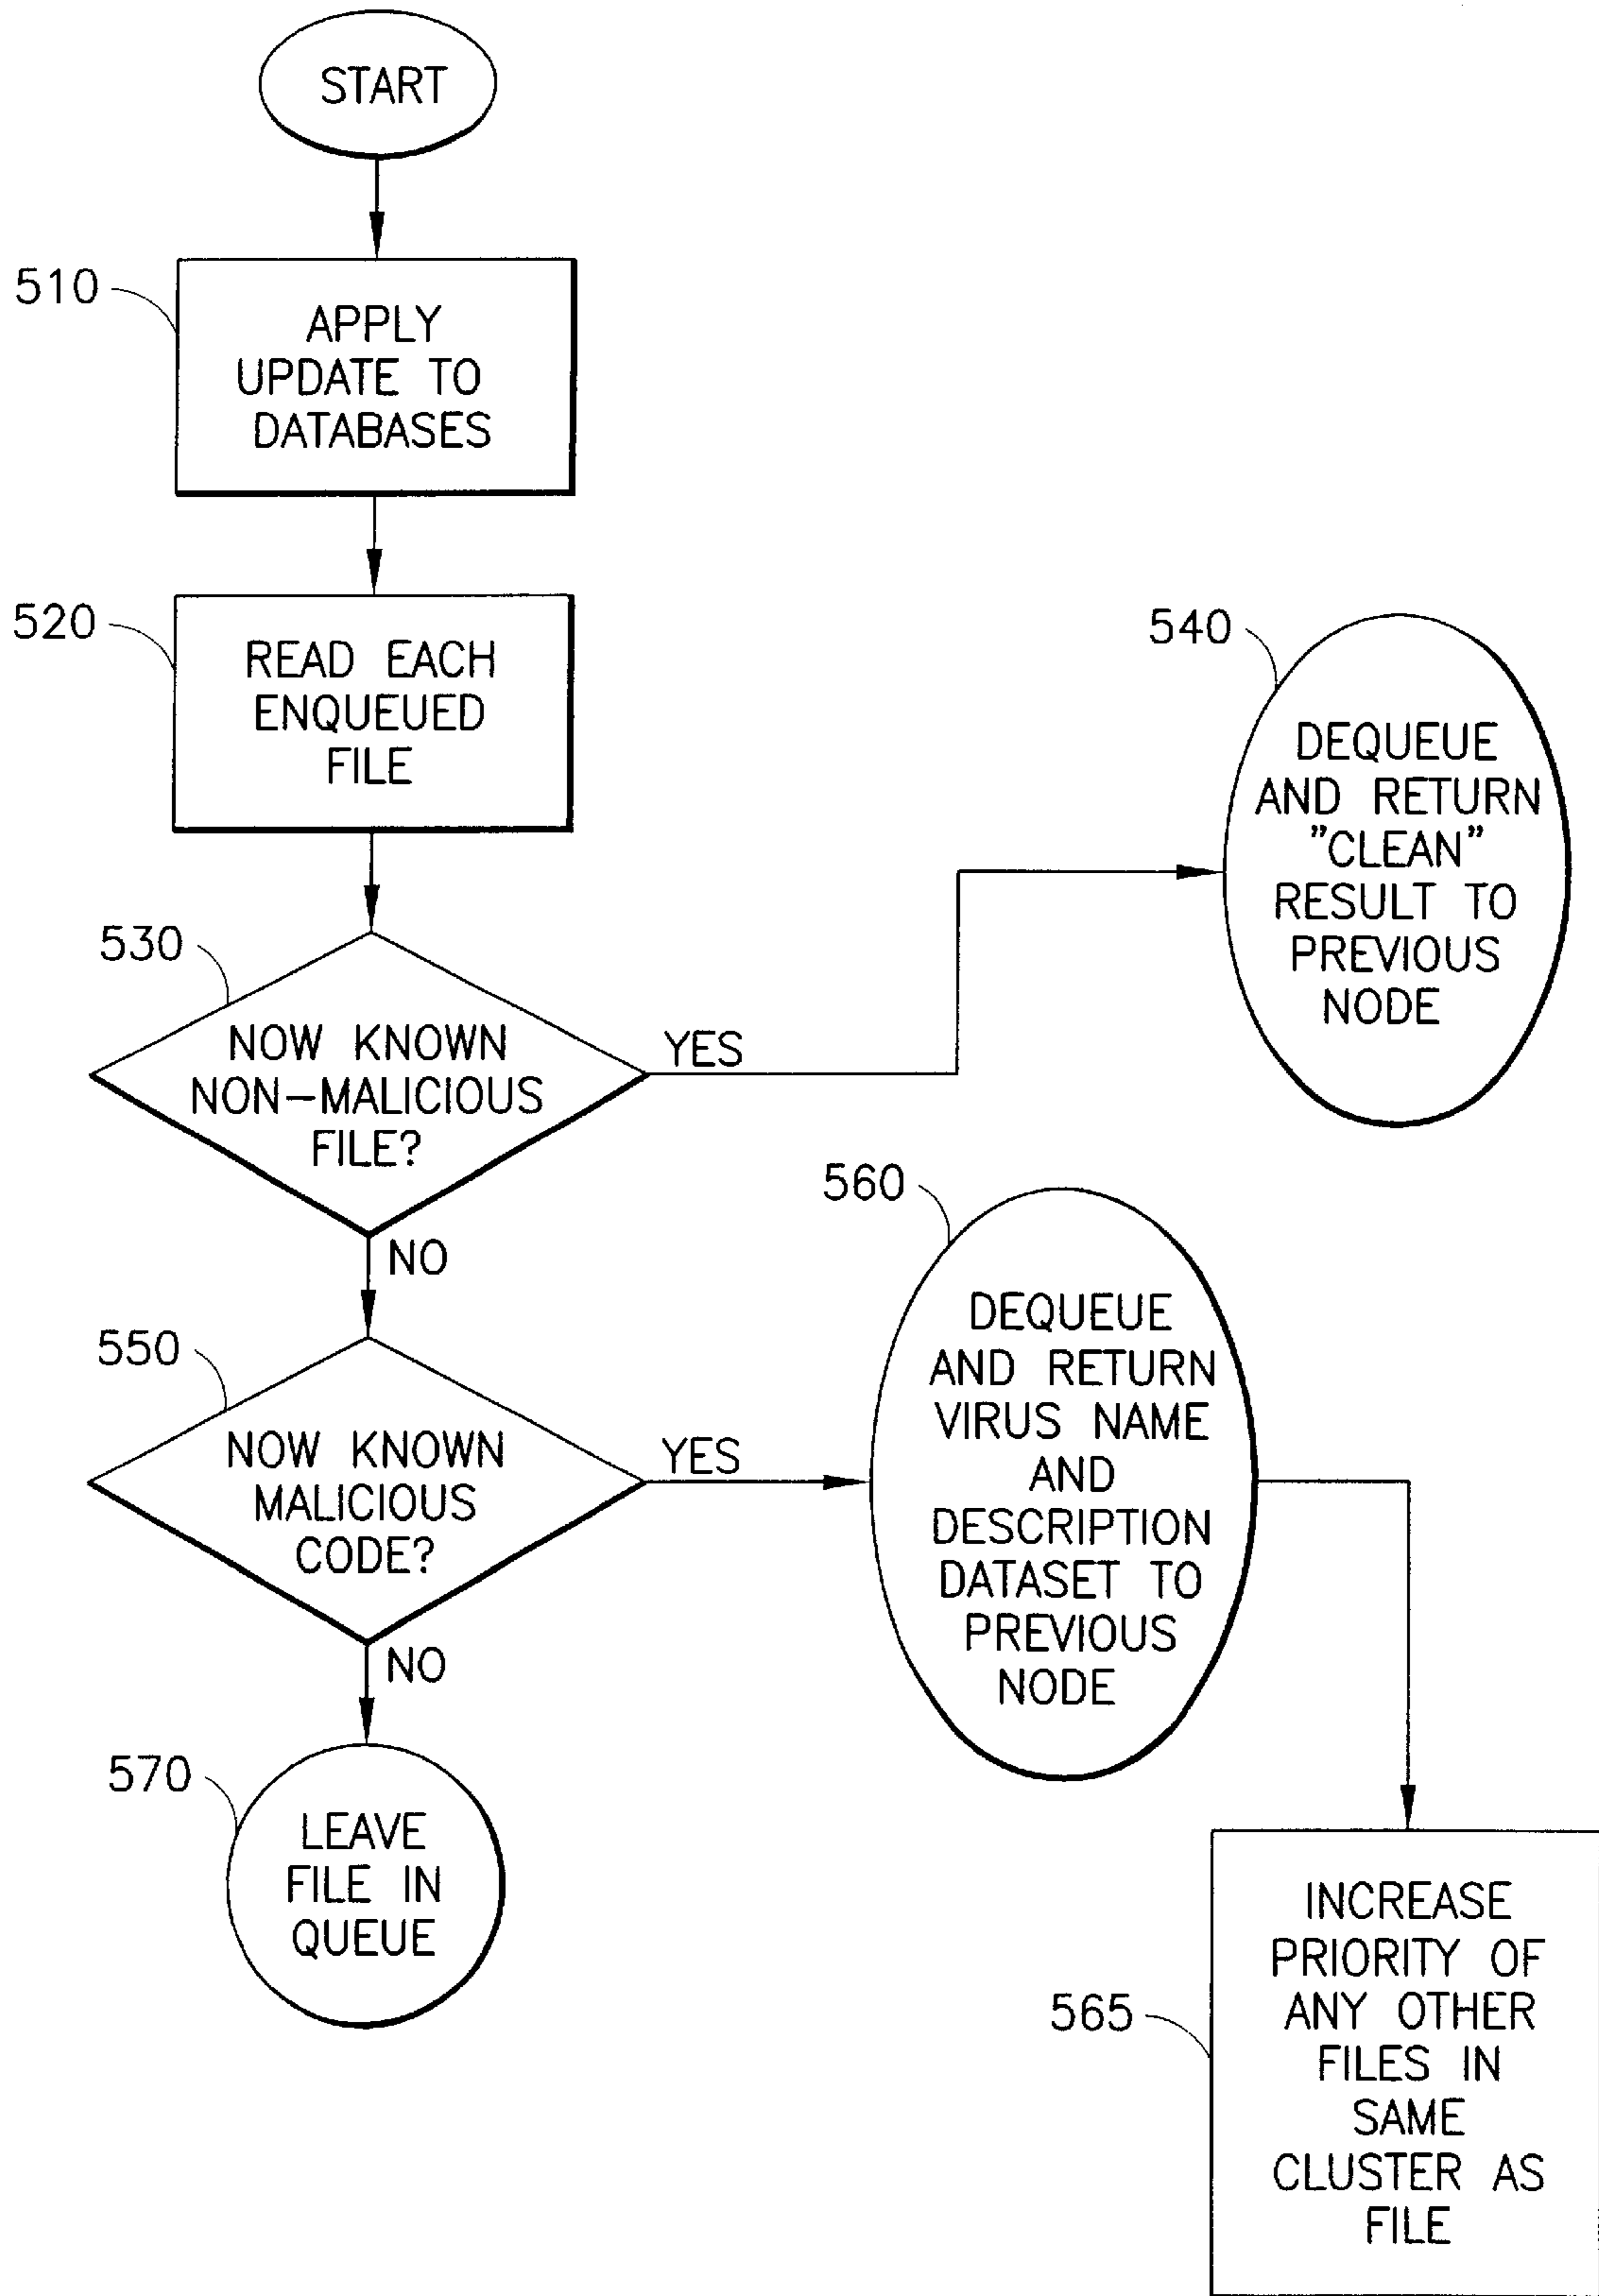 START
510
APPLY
UPDATE TO
DATABASES
520
READ EACH
ENQUEUED
FILE
530
NOW KNOWN
NON-MALICIOUS
FILE?
YES
NO
540
DEQUEUE
AND RETURN
"CLEAN"
RESULT TO
PREVIOUS
NODE
550
NOW KNOWN
MALICIOUS
CODE?
YES
NO
560
DEQUEUE
AND RETURN
VIRUS NAME
AND
DESCRIPTION
DATASET TO
PREVIOUS
NODE
570
LEAVE
FILE IN
QUEUE
565
INCREASE
PRIORITY OF
ANY OTHER
FILES IN
SAME
CLUSTER AS
FILE